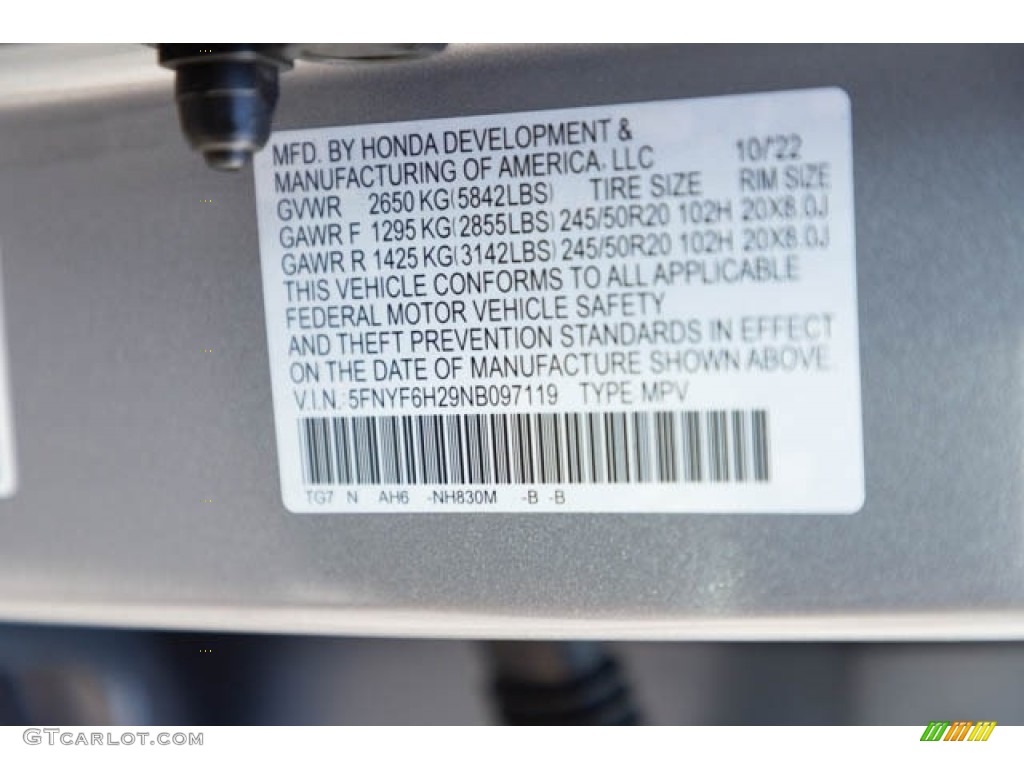 MFD. BY HONDA DEVELOPMENT &
MANUFACTURING OF AMERICA, LLC 10/'22
GVWR 2650 KG(5842LBS) TIRE SIZE RIM SIZE
GAWR F 1295 KG(2855LBS) 245/50R20 102H 20X8.0J
GAWR R 1425 KG(3142LBS) 245/50R20 102H 20X8.0J
THIS VEHICLE CONFORMS TO ALL APPLICABLE
FEDERAL MOTOR VEHICLE SAFETY
AND THEFT PREVENTION STANDARDS IN EFFECT
ON THE DATE OF MANUFACTURE SHOWN ABOVE.
V.I.N.: 5FNYF6H29NB097119 TYPE MPV
TG7 N AH6 -NH830M -B -B
GTCARLOT.COM